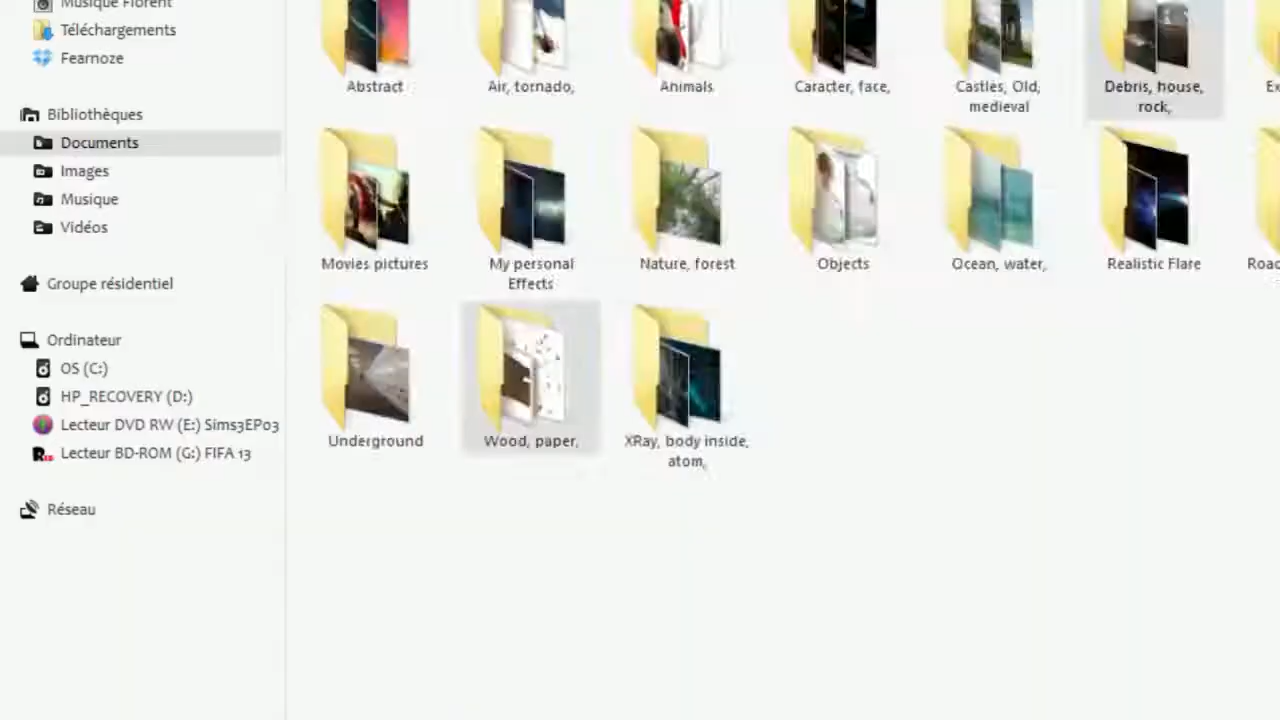 Musique Florent
Téléchargements
Fearnoze
Bibliothèques
Documents
Images
Musique
Vidéos
Groupe résidentiel
Ordinateur
OS (C:)
HP_RECOVERY (D:)
Lecteur DVD RW (E:) Sims3EP03
Lecteur BD-ROM (G:) FIFA 13
Réseau
Abstract
Air, tornado,
Animals
Caracter, face,
Castles, Old,
medieval
Debris, house,
rock,
Ex
Movies pictures
My personal
Effects
Nature, forest
Objects
Ocean, water,
Realistic Flare
Road
Underground
Wood, paper,
XRay, body inside,
atom,